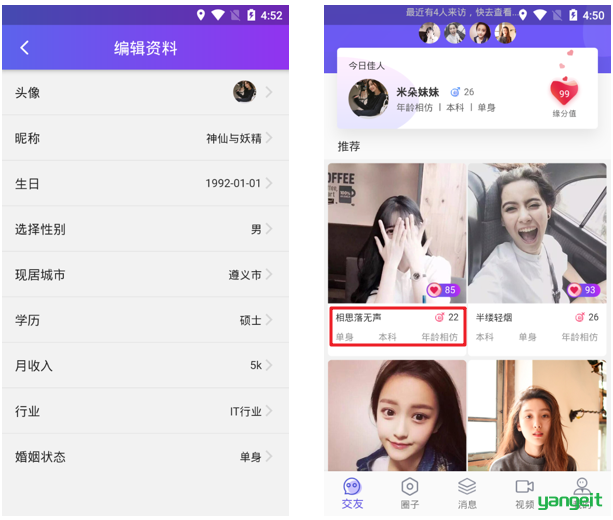 4:52
编辑资料
头像
昵称 神仙与妖精
生日 1992-01-01
选择性别 男
现居城市 遵义市
学历 硕士
月收入 5k
行业 IT行业
婚姻状态 单身
最近有4人来访，快去查看...
4:50
今日佳人
米朵妹妹 26
年龄相仿 | 本科 | 单身
99
缘分值
推荐
OFFEE
85
93
相思落无声 22
单身 本科 年龄相仿
半缕轻烟 26
本科 单身 年龄相仿
交友 圈子 消息 视频
yangeit